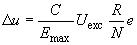 Δu = C/E_max U_exc R/N e